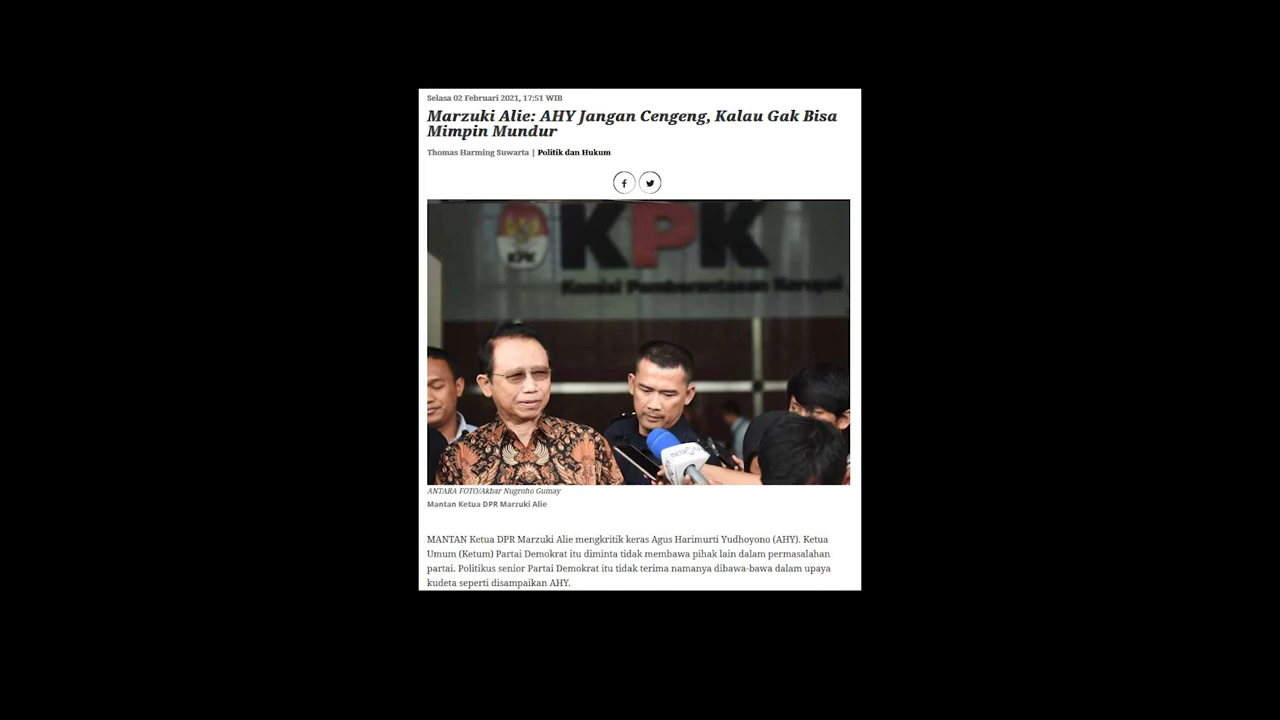 Selasa 02 Februari 2021, 17:51 WIB
Marzuki Alie: AHY Jangan Cengeng, Kalau Gak Bisa
Mimpin Mundur
Thomas Harming Suwarta | Politik dan Hukum
KPK
KPK
Komisi Pemberantasan Korupsi
ANTARA FOTO/Akbar Nugroho Gumay
Mantan Ketua DPR Marzuki Alie
MANTAN Ketua DPR Marzuki Alie mengkritik keras Agus Harimurti Yudhoyono (AHY). Ketua
Umum (Ketum) Partai Demokrat itu diminta tidak membawa pihak lain dalam permasalahan
partai. Politikus senior Partai Demokrat itu tidak terima namanya dibawa-bawa dalam upaya
kudeta seperti disampaikan AHY.